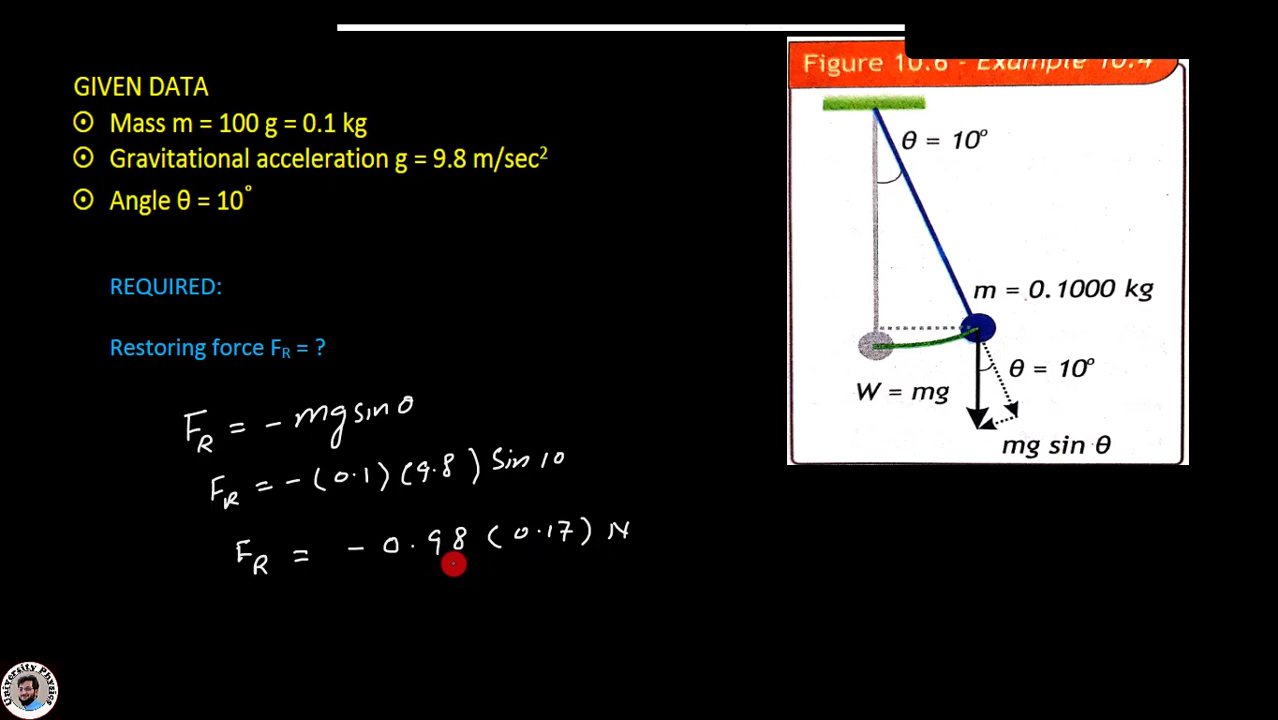 GIVEN DATA
Mass m = 100 g = 0.1 kg
Gravitational acceleration g = 9.8 m/sec²
Angle θ = 10°
REQUIRED:
Restoring force F_R = ?
F_R = - mg sin θ
F_R = - (0.1) (9.8) Sin 10
F_R = - 0.98 (0.17) N
Figure 10.6 - Example 10.4
θ = 10°
m = 0.1000 kg
θ = 10°
W = mg
mg sin θ
University Physics